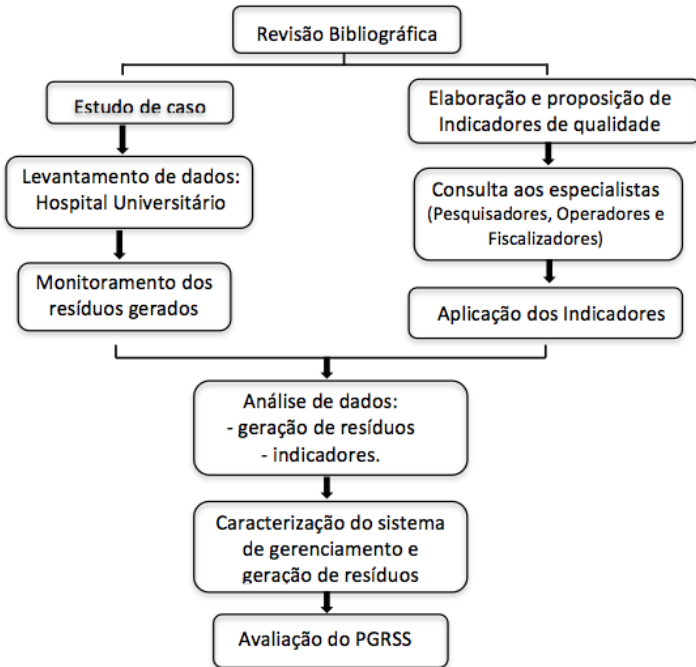 Revisão Bibliográfica
Estudo de caso
Levantamento de dados:
Hospital Universitário
Monitoramento dos
resíduos gerados
Elaboração e proposição de
Indicadores de qualidade
Consulta aos especialistas
(Pesquisadores, Operadores e
Fiscalizadores)
Aplicação dos Indicadores
Análise de dados:
- geração de resíduos
- indicadores.
Caracterização do sistema
de gerenciamento e
geração de resíduos
Avaliação do PGRSS